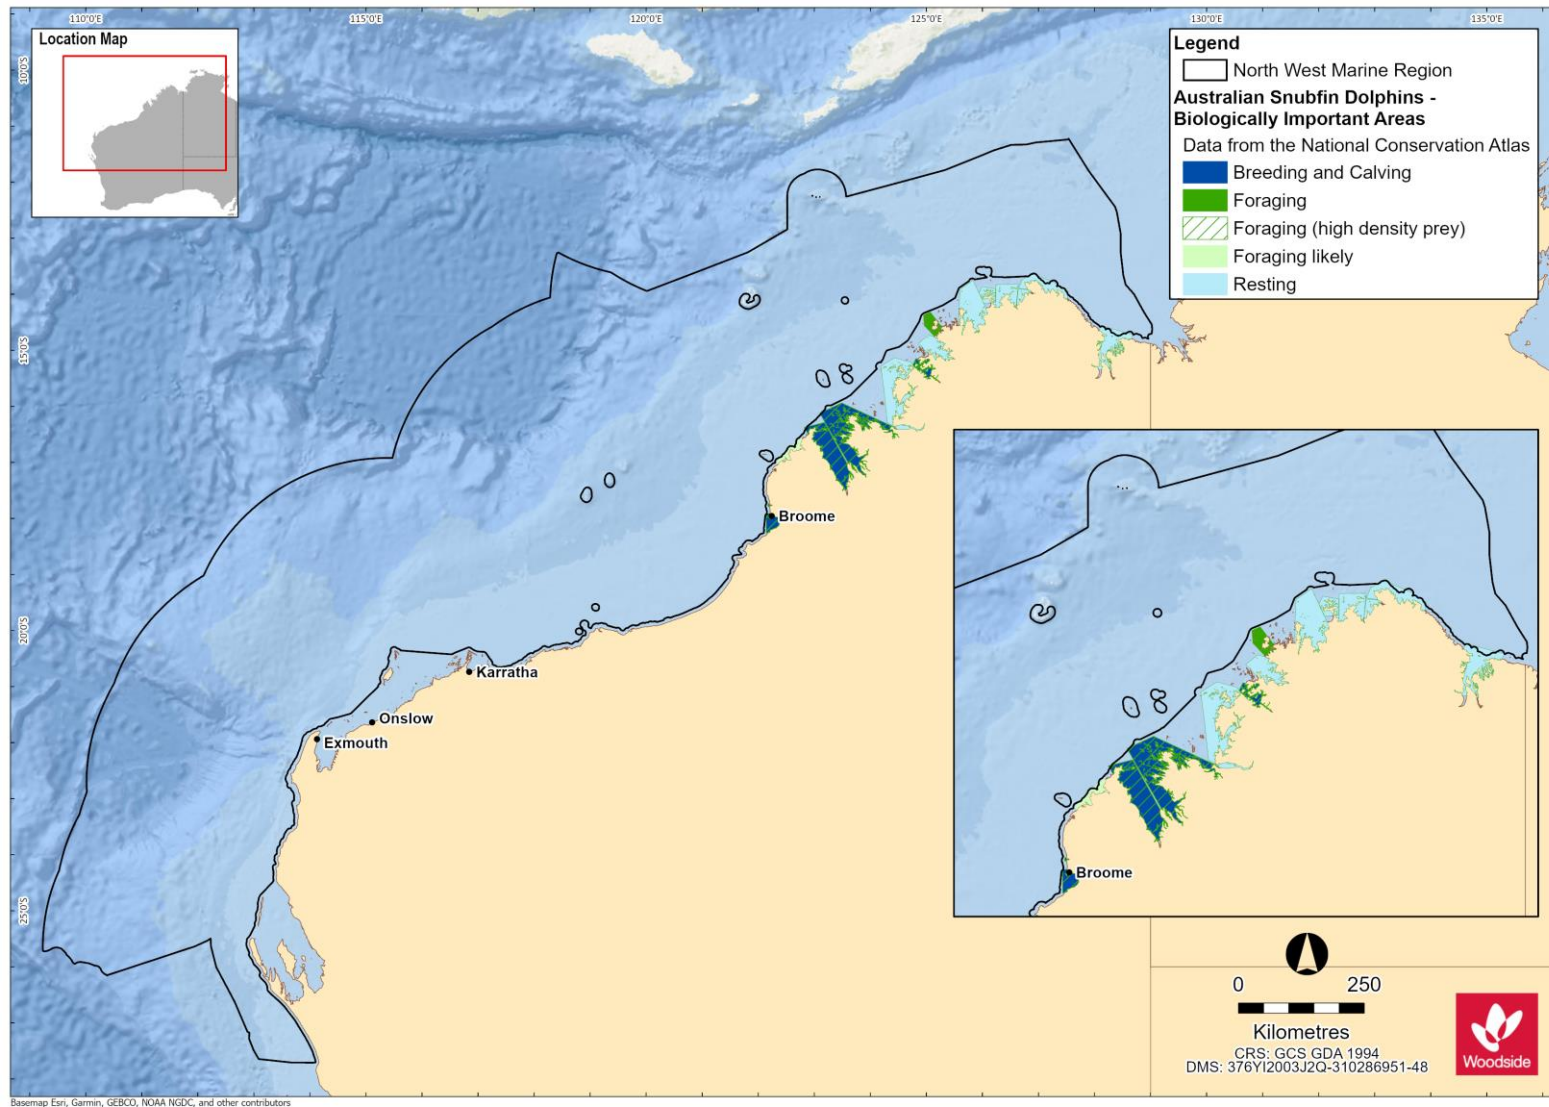 110°0'E
115°0'E
120°0'E
125°0'E
130°0'E
135°0'E
10°0'S
15°0'S
20°0'S
25°0'S
Location Map
Legend
North West Marine Region
Australian Snubfin Dolphins -
Biologically Important Areas
Data from the National Conservation Atlas
Breeding and Calving
Foraging
Foraging (high density prey)
Foraging likely
Resting
Broome
Karratha
Onslow
Exmouth
Broome
0 250
Kilometres
CRS: GCS GDA 1994
DMS: 376YI2003J2Q-310286951-48
Woodside
Basemap Esri, Garmin, GEBCO, NOAA NGDC, and other contributors